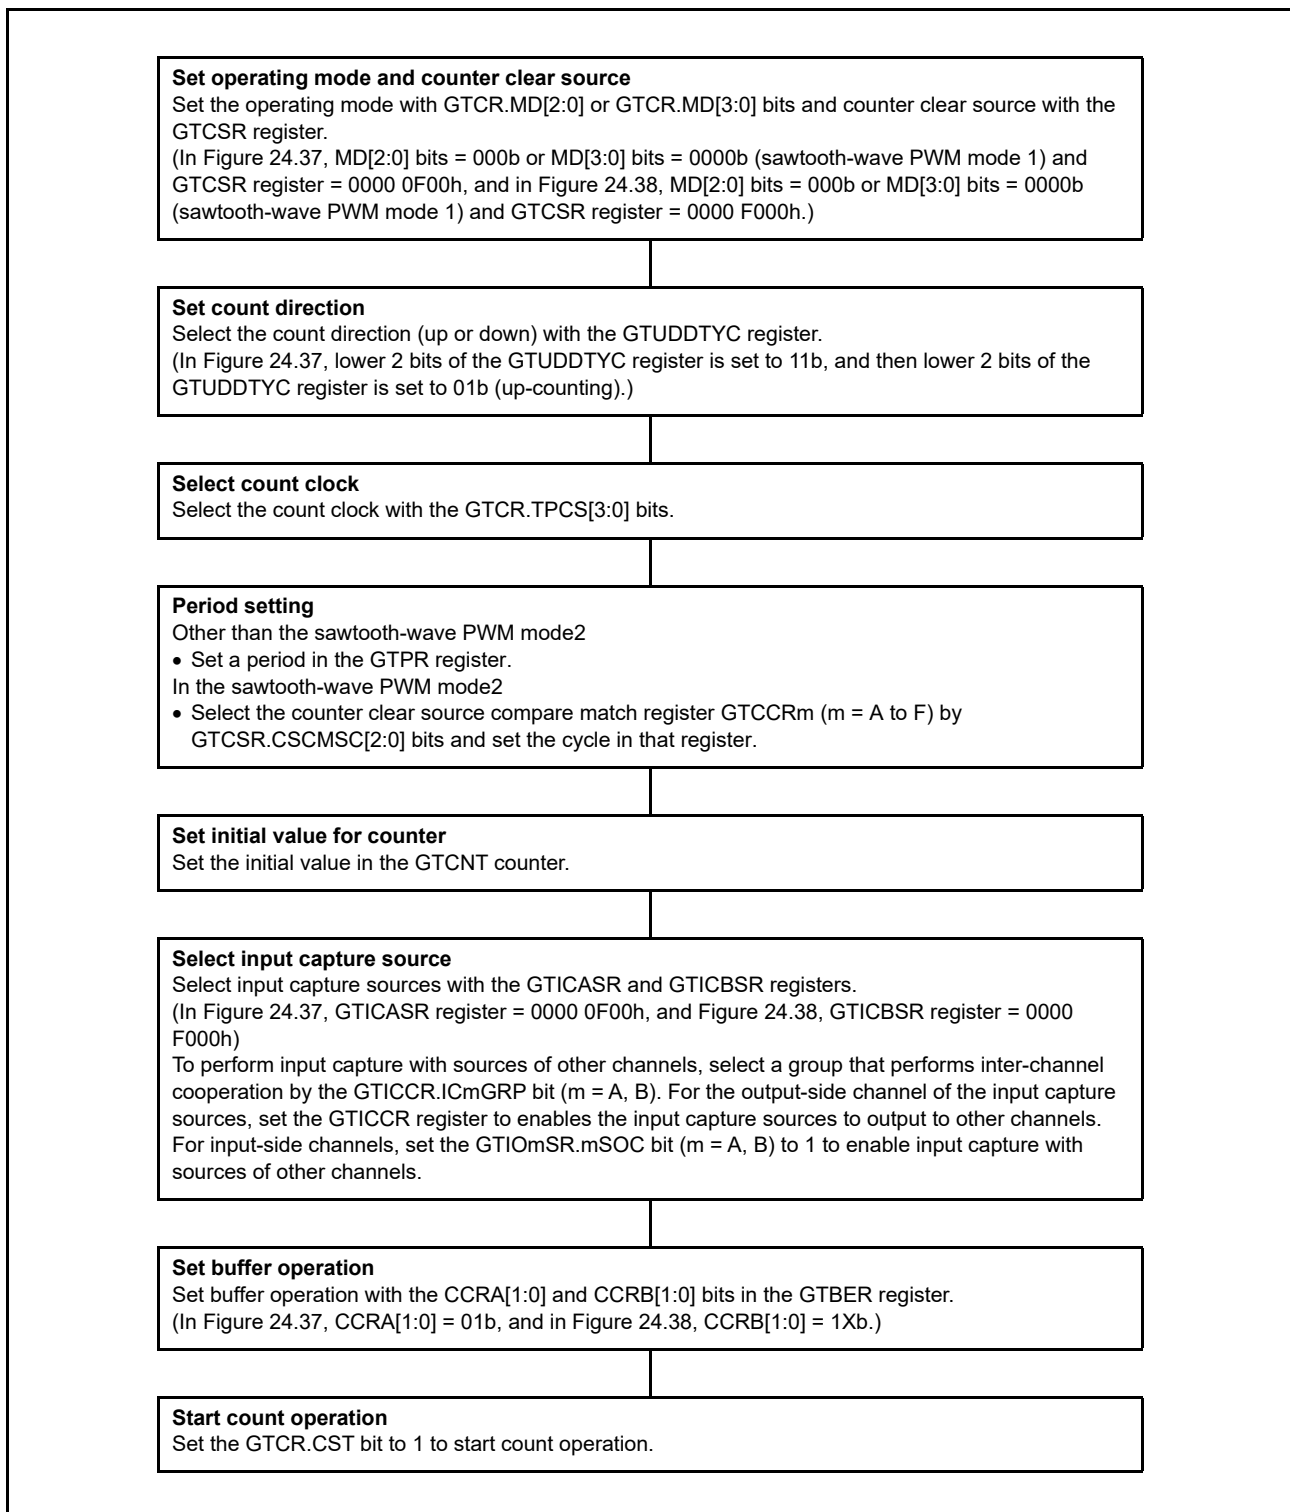 Set operating mode and counter clear source
Set the operating mode with GTCR.MD[2:0] or GTCR.MD[3:0] bits and counter clear source with the
GTCSR register.
(In Figure 24.37, MD[2:0] bits = 000b or MD[3:0] bits = 0000b (sawtooth-wave PWM mode 1) and
GTCSR register = 0000 0F00h, and in Figure 24.38, MD[2:0] bits = 000b or MD[3:0] bits = 0000b
(sawtooth-wave PWM mode 1) and GTCSR register = 0000 F000h.)
Set count direction
Select the count direction (up or down) with the GTUDDTYC register.
(In Figure 24.37, lower 2 bits of the GTUDDTYC register is set to 11b, and then lower 2 bits of the
GTUDDTYC register is set to 01b (up-counting).)
Select count clock
Select the count clock with the GTCR.TPCS[3:0] bits.
Period setting
Other than the sawtooth-wave PWM mode2
• Set a period in the GTPR register.
In the sawtooth-wave PWM mode2
• Select the counter clear source compare match register GTCCRm (m = A to F) by
GTCSR.CSCMSC[2:0] bits and set the cycle in that register.
Set initial value for counter
Set the initial value in the GTCNT counter.
Select input capture source
Select input capture sources with the GTICASR and GTICBSR registers.
(In Figure 24.37, GTICASR register = 0000 0F00h, and Figure 24.38, GTICBSR register = 0000
F000h)
To perform input capture with sources of other channels, select a group that performs inter-channel
cooperation by the GTICCR.ICmGRP bit (m = A, B). For the output-side channel of the input capture
sources, set the GTICCR register to enables the input capture sources to output to other channels.
For input-side channels, set the GTIOmSR.mSOC bit (m = A, B) to 1 to enable input capture with
sources of other channels.
Set buffer operation
Set buffer operation with the CCRA[1:0] and CCRB[1:0] bits in the GTBER register.
(In Figure 24.37, CCRA[1:0] = 01b, and in Figure 24.38, CCRB[1:0] = 1Xb.)
Start count operation
Set the GTCR.CST bit to 1 to start count operation.